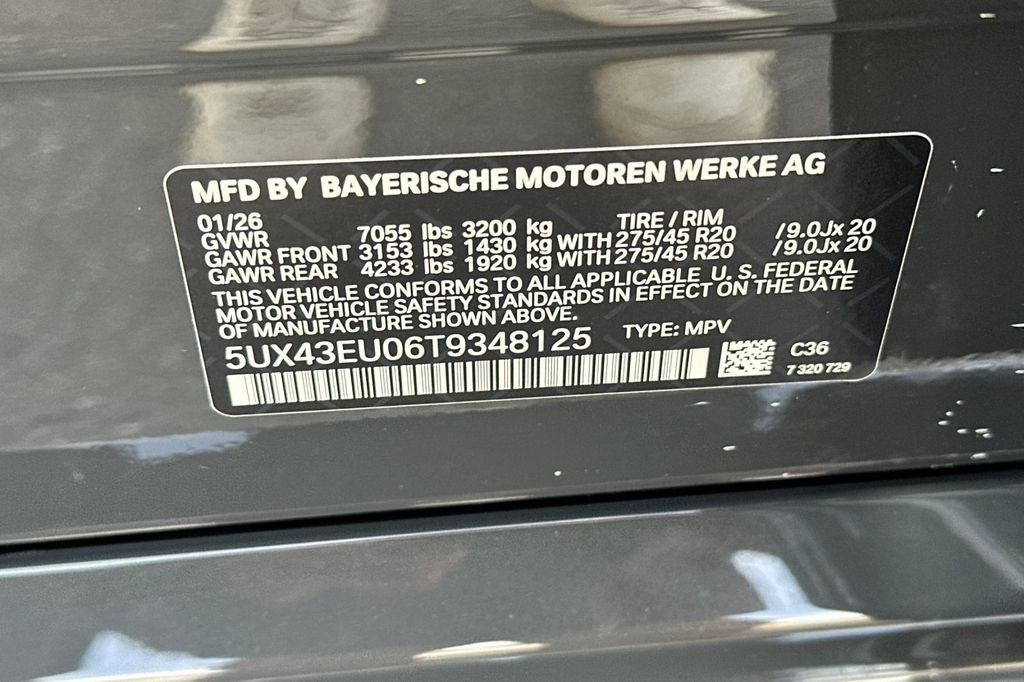 MFD BY BAYERISCHE MOTOREN WERKE AG
01/26 TIRE / RIM
GVWR 7055 lbs 3200 kg
GAWR FRONT 3153 lbs 1430 kg WITH 275/45 R20 /9.0Jx 20
GAWR REAR 4233 lbs 1920 kg WITH 275/45 R20 /9.0Jx 20
THIS VEHICLE CONFORMS TO ALL APPLICABLE U. S. FEDERAL
MOTOR VEHICLE SAFETY STANDARDS IN EFFECT ON THE DATE
OF MANUFACTURE SHOWN ABOVE.
5UX43EU06T9348125 TYPE: MPV
C36
7 320 729